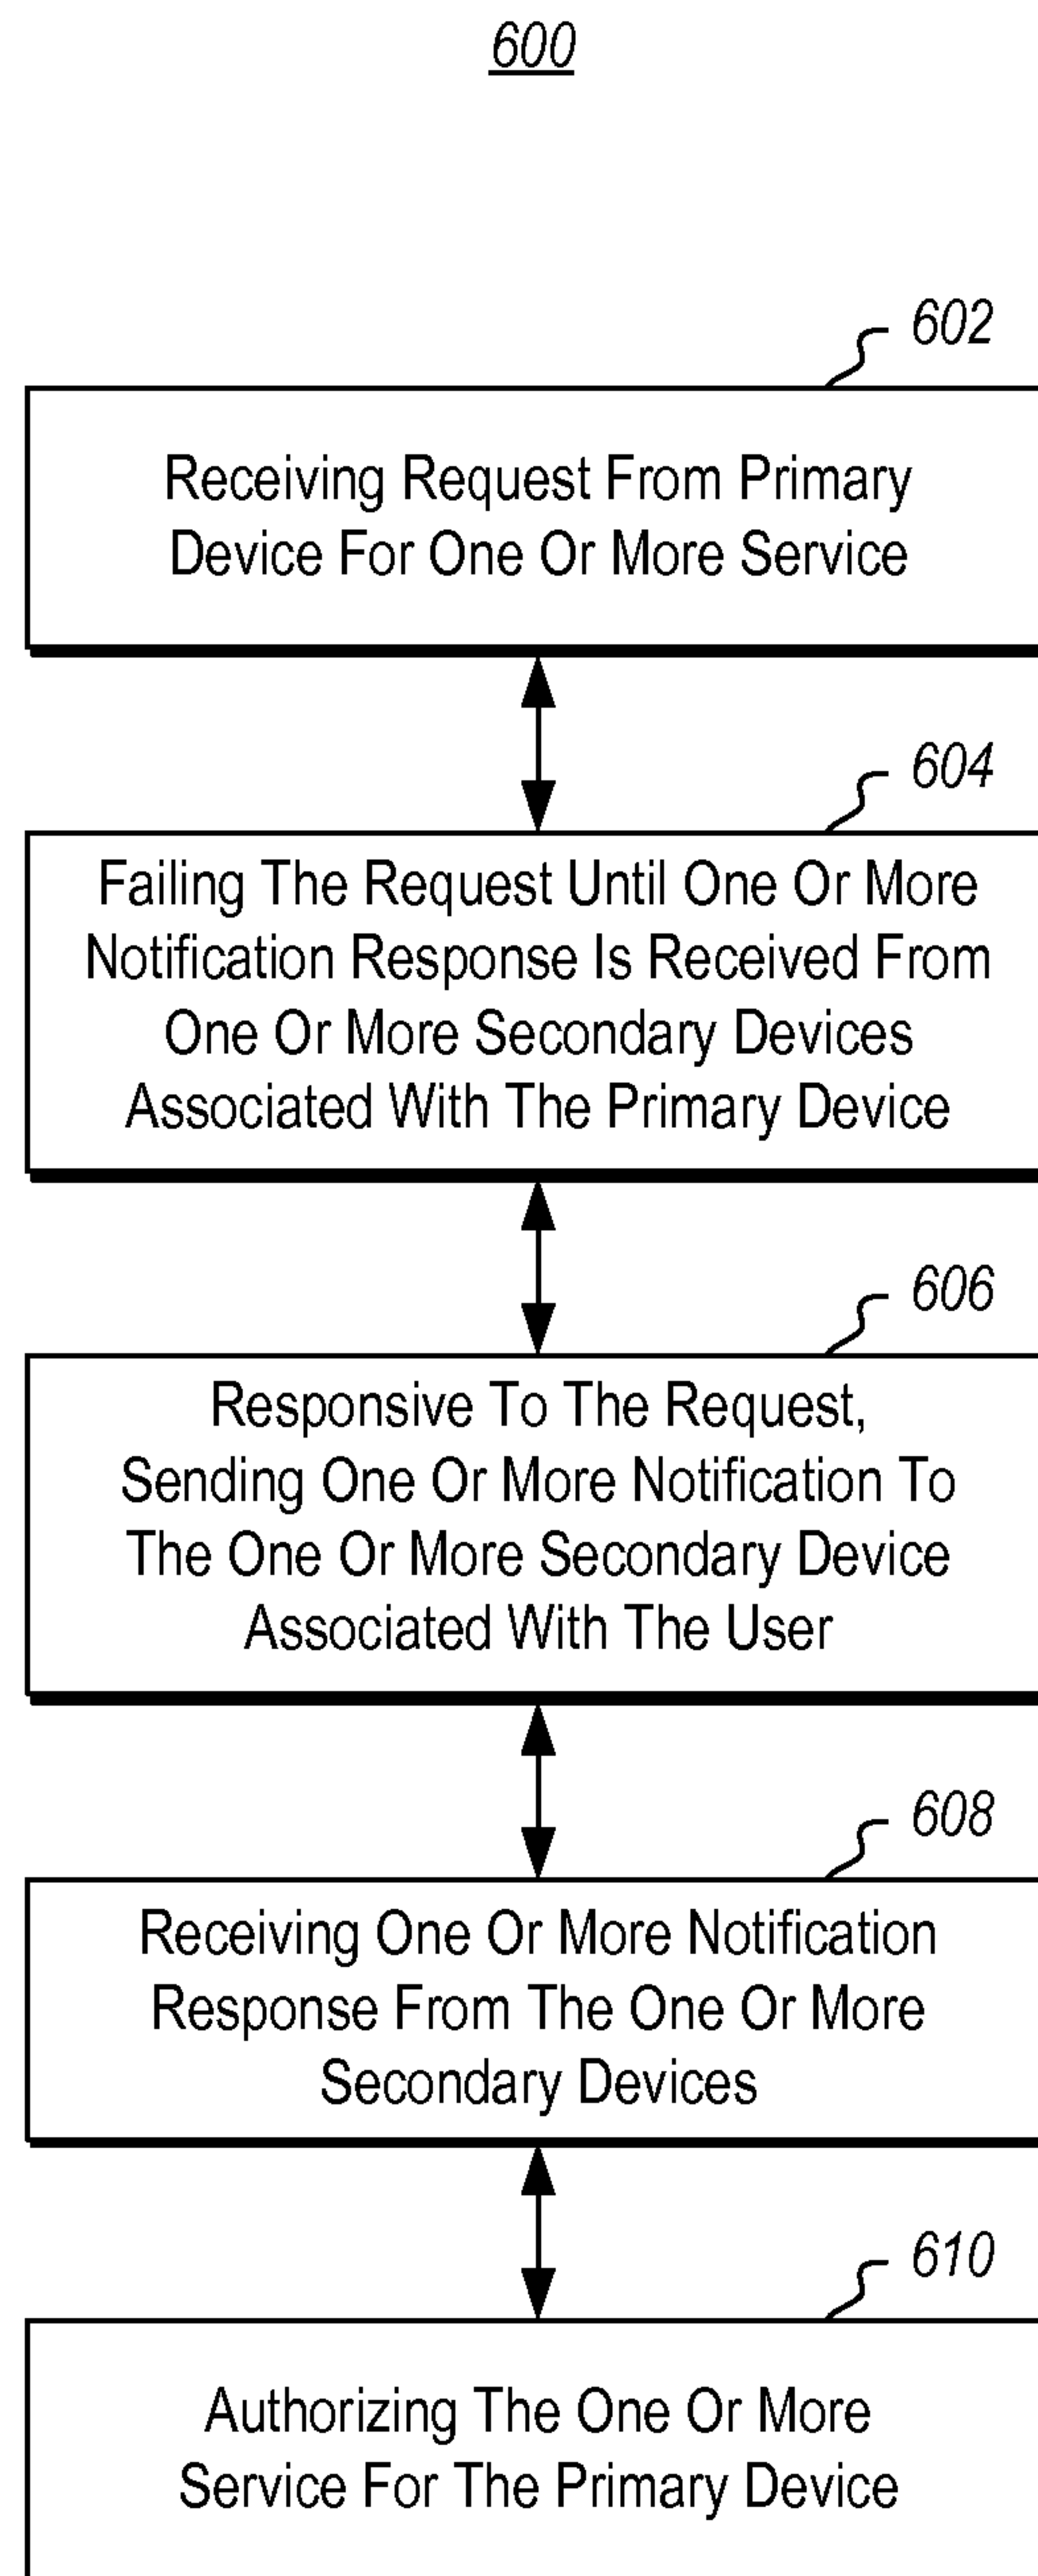 600
602
Receiving Request From Primary
Device For One Or More Service
604
Failing The Request Until One Or More
Notification Response Is Received From
One Or More Secondary Devices
Associated With The Primary Device
606
Responsive To The Request,
Sending One Or More Notification To
The One Or More Secondary Device
Associated With The User
608
Receiving One Or More Notification
Response From The One Or More
Secondary Devices
610
Authorizing The One Or More
Service For The Primary Device